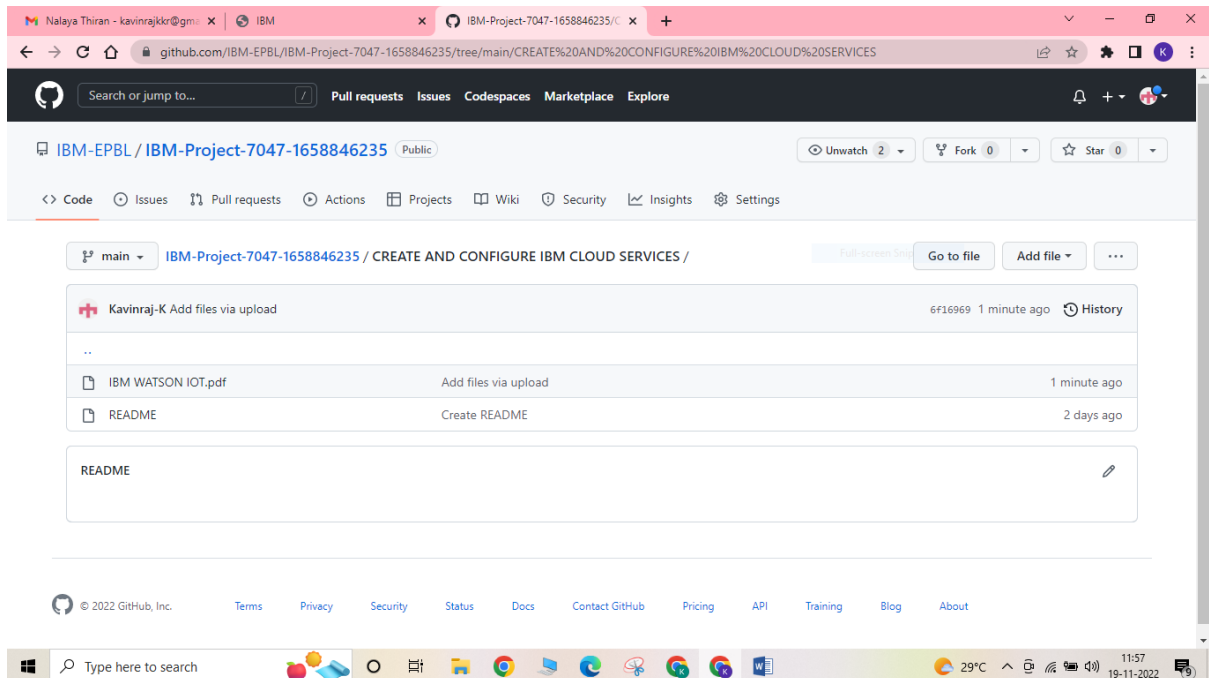 Nalaya Thiran - kavinrajkkr@gma
IBM
IBM-Project-7047-1658846235/C
github.com/IBM-EPBL/IBM-Project-7047-1658846235/tree/main/CREATE%20AND%20CONFIGURE%20IBM%20CLOUD%20SERVICES
K
Search or jump to... / Pull requests Issues Codespaces Marketplace Explore
IBM-EPBL / IBM-Project-7047-1658846235 Public
Unwatch 2 Fork 0 Star 0
<> Code Issues Pull requests Actions Projects Wiki Security Insights Settings
main IBM-Project-7047-1658846235 / CREATE AND CONFIGURE IBM CLOUD SERVICES / Full-screen Snip Go to file Add file ...
Kavinraj-K Add files via upload 6f16969 1 minute ago History
..
IBM WATSON IOT.pdf Add files via upload 1 minute ago
README Create README 2 days ago
README
© 2022 GitHub, Inc. Terms Privacy Security Status Docs Contact GitHub Pricing API Training Blog About
Type here to search 29°C 11:57
19-11-2022